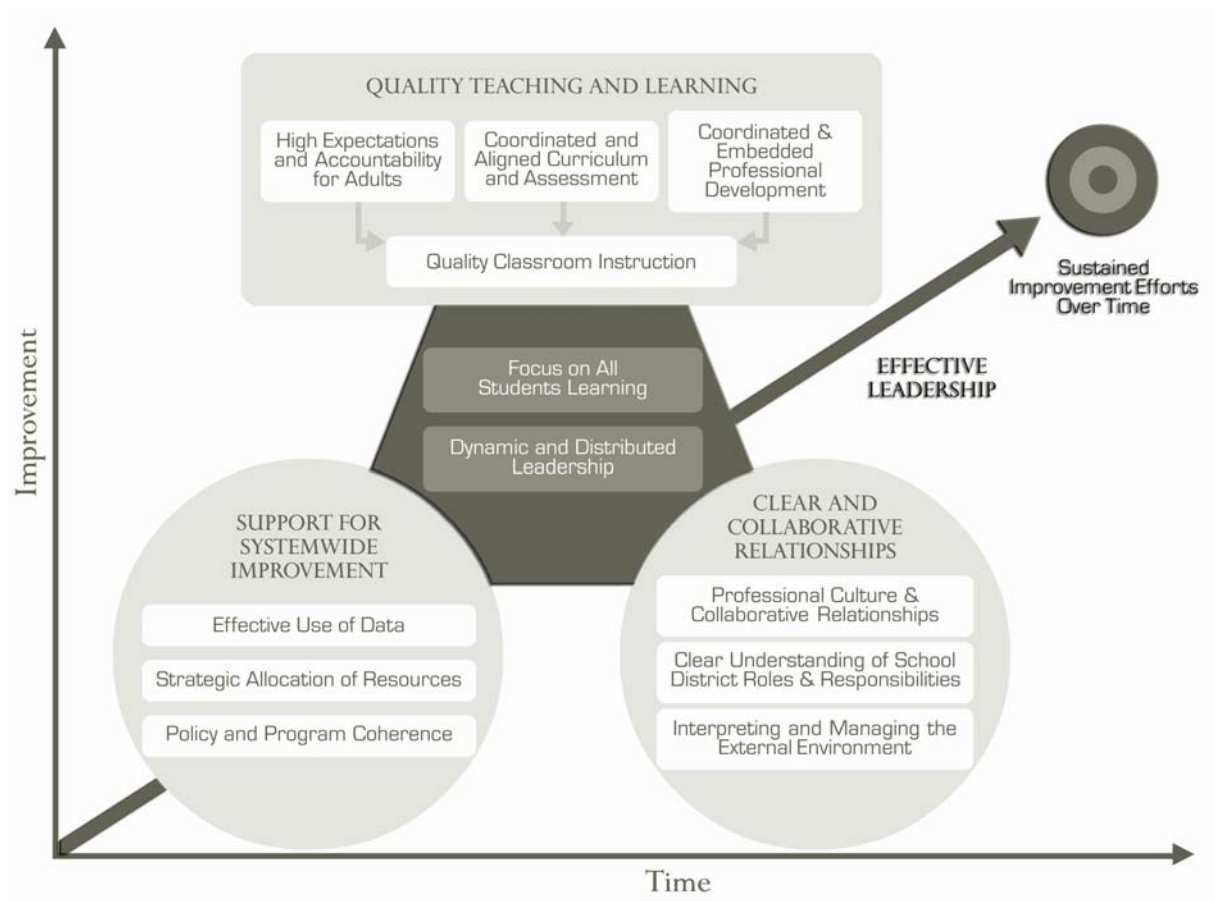 QUALITY TEACHING AND LEARNING
High Expectations
and Accountability
for Adults
Coordinated and
Aligned Curriculum
and Assessment
Coordinated &
Embedded
Professional
Development
Quality Classroom Instruction
Sustained
Improvement Efforts
Over Time
Focus on All
Students Learning
EFFECTIVE
LEADERSHIP
Dynamic and Distributed
Leadership
Improvement
SUPPORT FOR
SYSTEMWIDE
IMPROVEMENT
Effective Use of Data
Strategic Allocation of Resources
Policy and Program Coherence
CLEAR AND
COLLABORATIVE
RELATIONSHIPS
Professional Culture &
Collaborative Relationships
Clear Understanding of School
District Roles & Responsibilities
Interpreting and Managing the
External Environment
Time